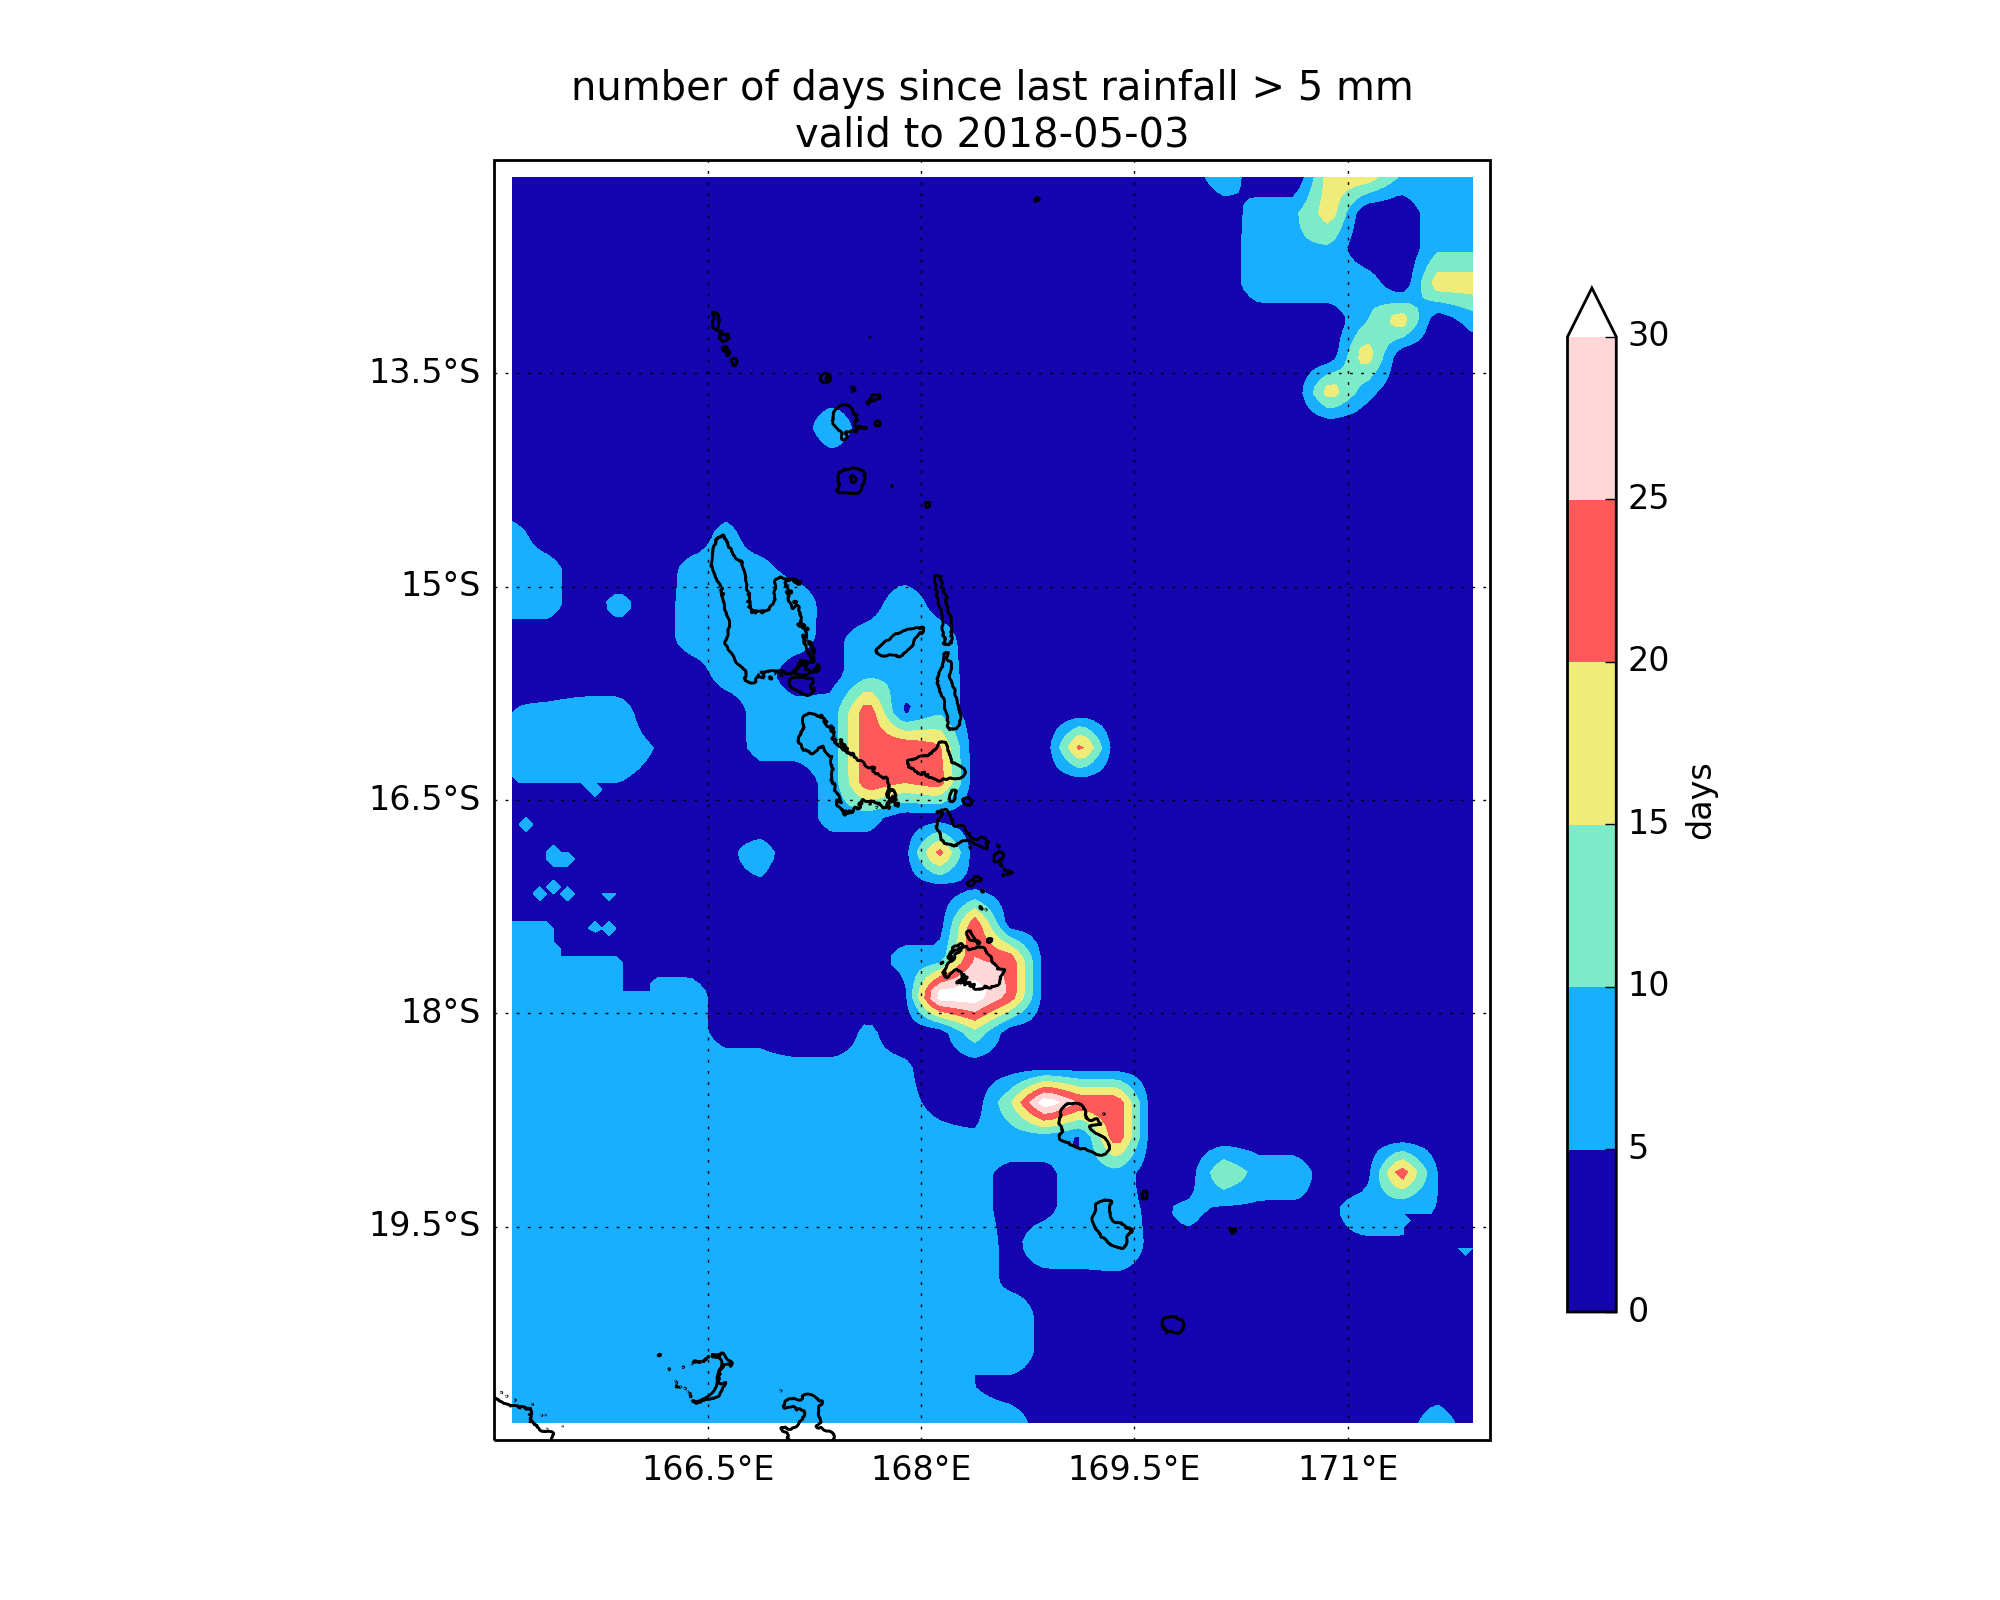 number of days since last rainfall > 5 mm
valid to 2018-05-03
13.5°S
15°S
16.5°S
18°S
19.5°S
166.5°E
168°E
169.5°E
171°E
30
25
20
15
10
5
0
days